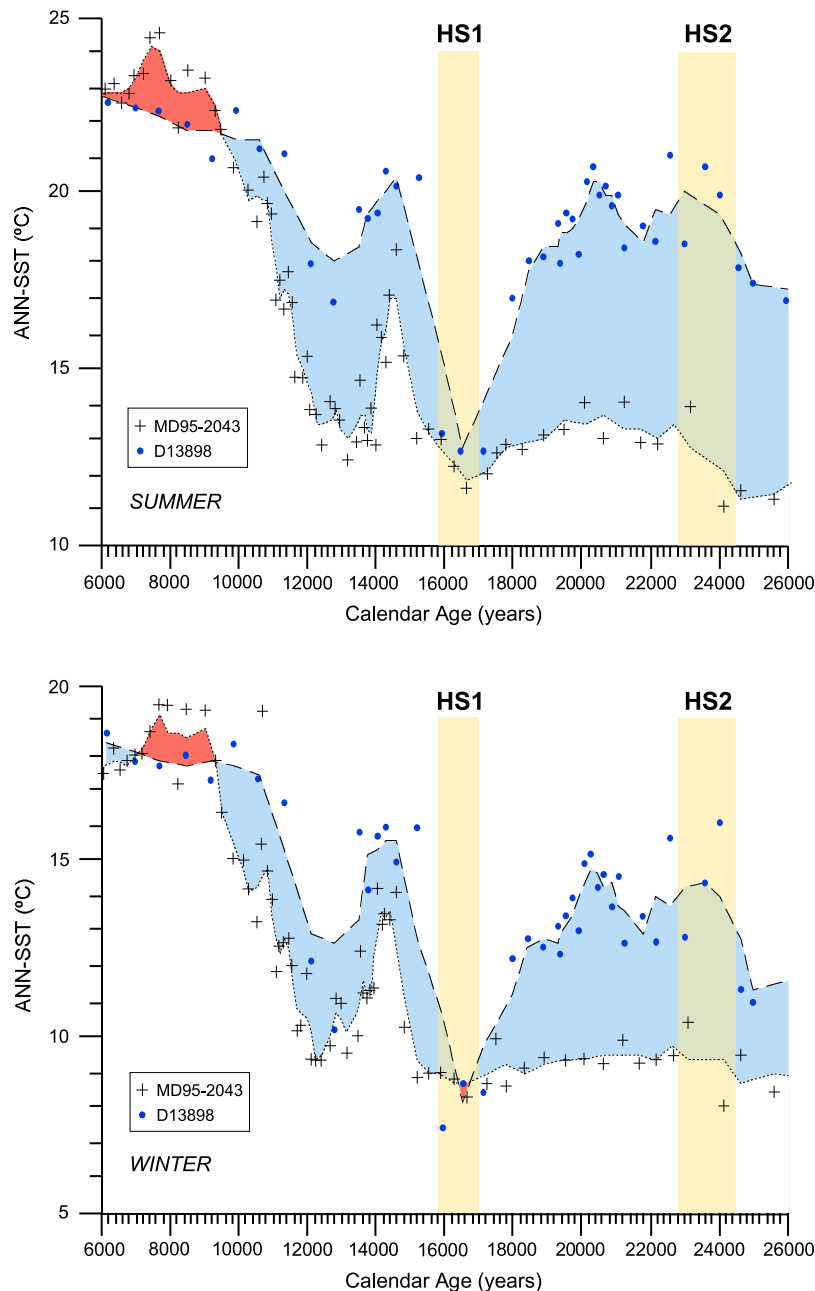 HS1 HS2
25
20
15
10
ANN-SST (ºC)
MD95-2043
D13898
SUMMER
6000 8000 10000 12000 14000 16000 18000 20000 22000 24000 26000
Calendar Age (years)
HS1 HS2
20
15
10
5
ANN-SST (ºC)
MD95-2043
D13898
WINTER
6000 8000 10000 12000 14000 16000 18000 20000 22000 24000 26000
Calendar Age (years)